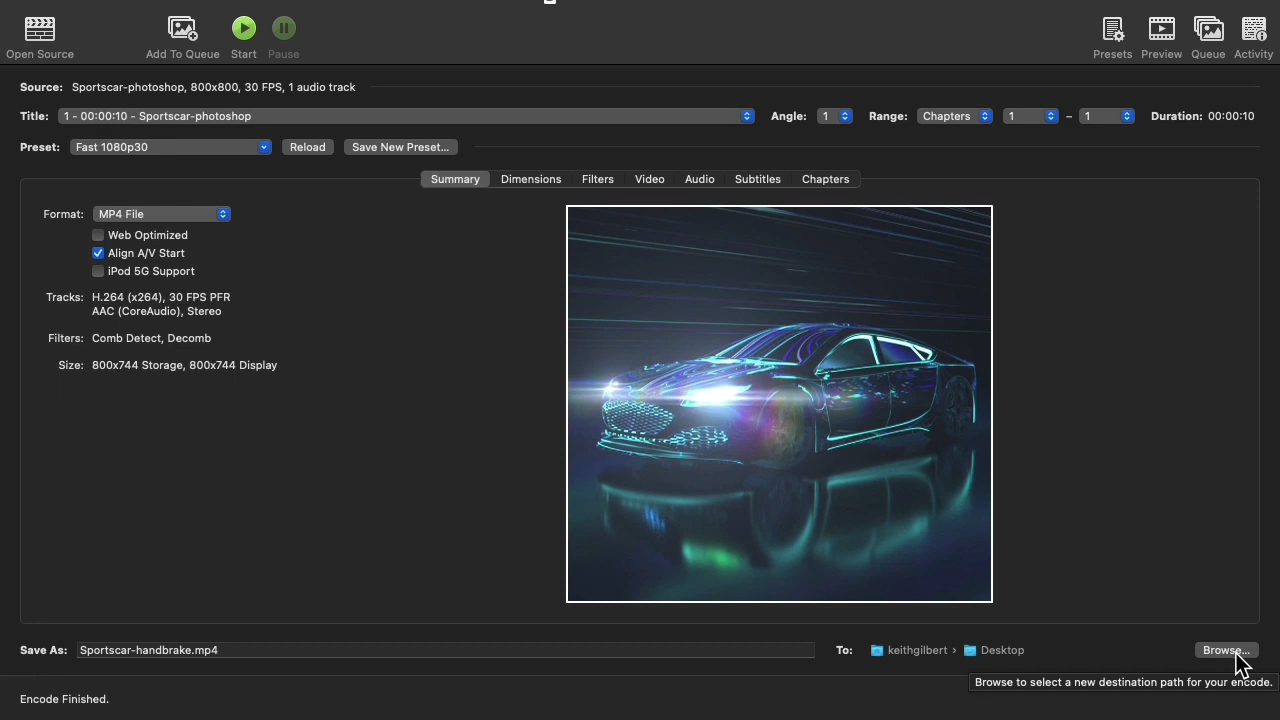 Open Source
Add To Queue
Start
Pause
Presets
Preview
Queue
Activity
Source: Sportscar-photoshop, 800x800, 30 FPS, 1 audio track
Title: 1 - 00:00:10 - Sportscar-photoshop Angle: 1 Range: Chapters 1 – 1 Duration: 00:00:10
Preset: Fast 1080p30 Reload Save New Preset...
Summary Dimensions Filters Video Audio Subtitles Chapters
Format: MP4 File
Web Optimized
Align A/V Start
iPod 5G Support
Tracks: H.264 (x264), 30 FPS PFR
AAC (CoreAudio), Stereo
Filters: Comb Detect, Decomb
Size: 800x744 Storage, 800x744 Display
Save As: Sportscar-handbrake.mp4 To: keithgilbert › Desktop Browse...
Browse to select a new destination path for your encode.
Encode Finished.